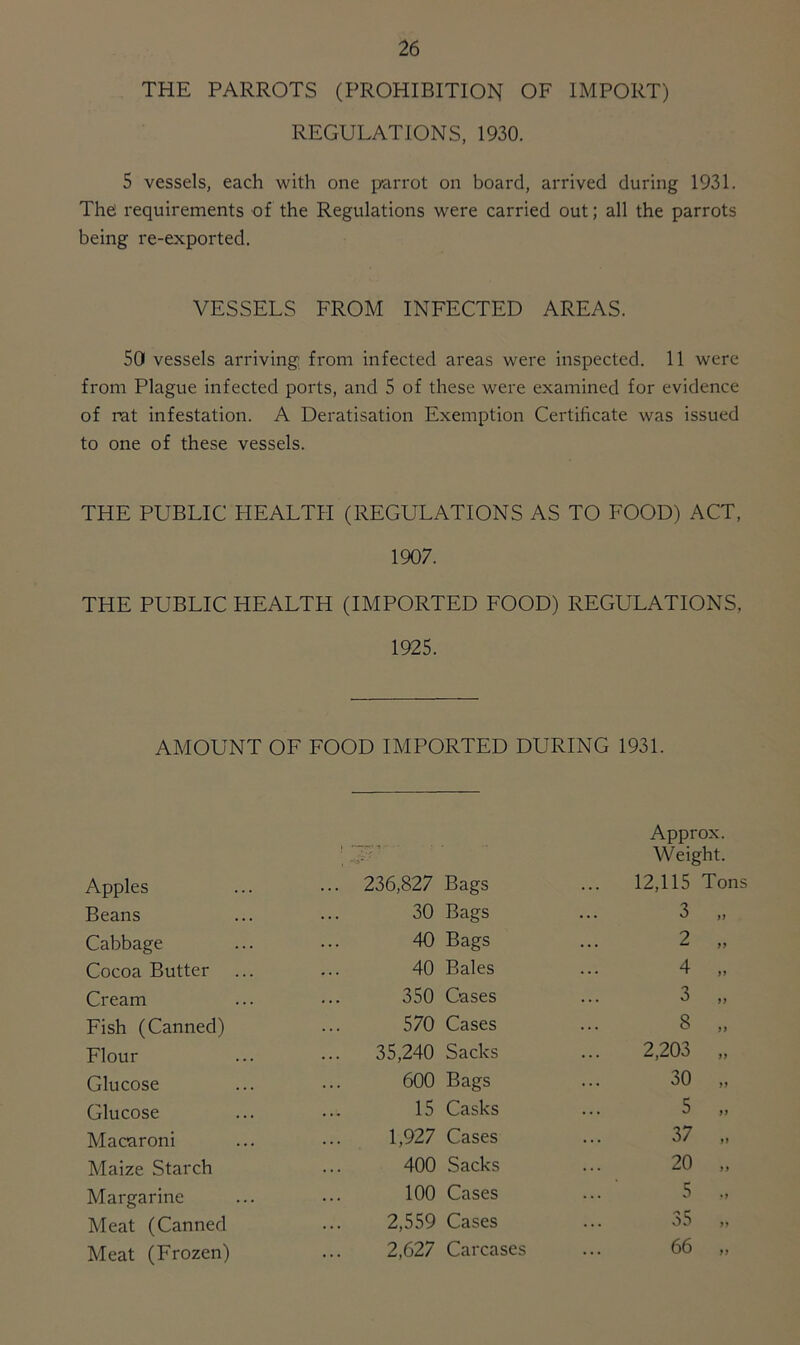 26
THE PARROTS (PROHIBITION OF IMPORT)
REGULATIONS, 1930.
5 vessels, each with one parrot on board, arrived during 1931.
The requirements of the Regulations were carried out; all the parrots
being re-exported.
VESSELS FROM INFECTED AREAS.
50 vessels arriving from infected areas were inspected. 11 were
from Plague infected ports, and 5 of these were examined for evidence
of rat infestation. A Deratisation Exemption Certificate was issued
to one of these vessels.
THE PUBLIC HEALTH (REGULATIONS AS TO FOOD) ACT,
1907.
THE PUBLIC HEALTH (IMPORTED FOOD) REGULATIONS,
1925.
AMOUNT OF FOOD IMPORTED DURING 1931.
Approx.
Weight.
Apples ... ... 236,827 Bags ... 12,115 Tons
Beans ... ... 30 Bags ... 3 „
Cabbage ... ... 40 Bags ... 2 „
Cocoa Butter ... ... 40 Bales ... 4 „
Cream ... ... 350 Cases ... 3 „
Fish (Canned) ... 570 Cases ... 8 „
Flour ... ... 35,240 Sacks ... 2,203 „
Glucose ... ... 600 Bags ... 30 „
Glucose ... ... 15 Casks ... 5 „
Macaroni ... ... 1,927 Cases ... 37 „
Maize Starch ... 400 Sacks ... 20 „
Margarine ... ... 100 Cases ... 5 „
Meat (Canned ... 2,559 Cases ... 35 „
Meat (Frozen) ... 2,627 Carcases ... 66 „